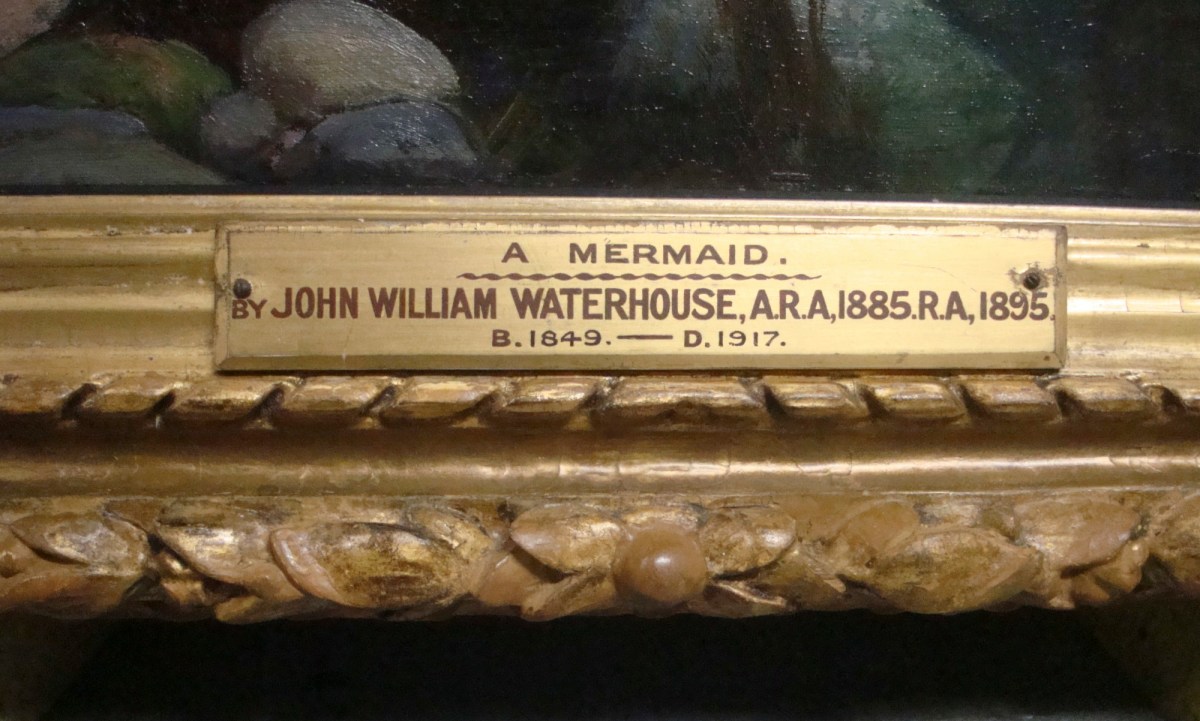 A MERMAID.
BY JOHN WILLIAM WATERHOUSE, A.R.A, 1885. R.A, 1895.
B. 1849. — D. 1917.